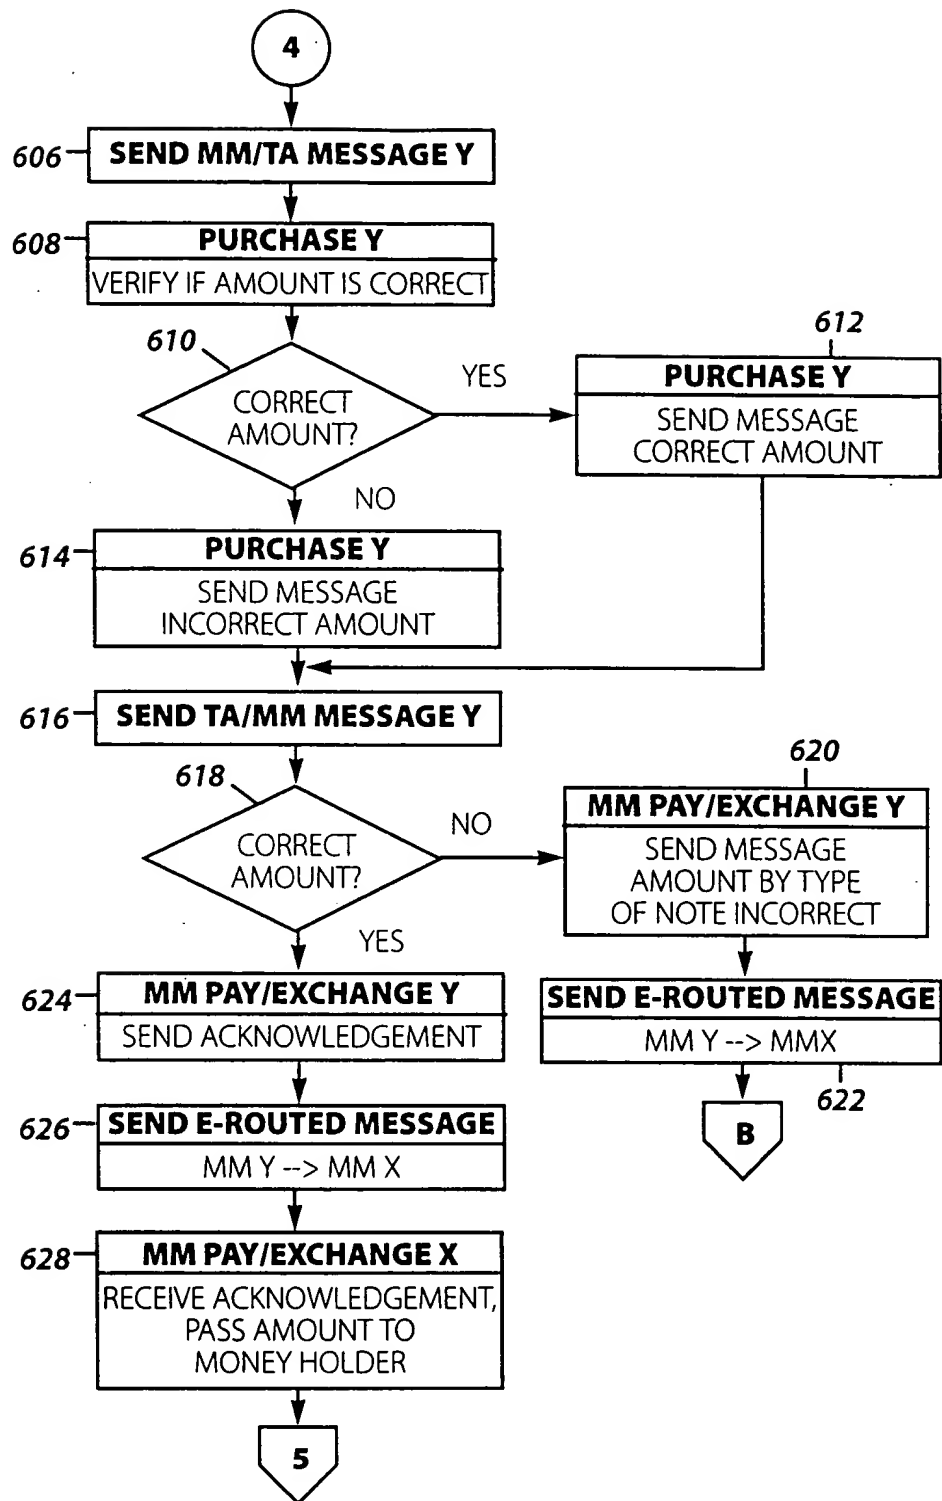 4
606
SEND MM/TA MESSAGE Y
608
PURCHASE Y
VERIFY IF AMOUNT IS CORRECT
610
CORRECT
AMOUNT?
YES
612
PURCHASE Y
SEND MESSAGE
CORRECT AMOUNT
NO
614
PURCHASE Y
SEND MESSAGE
INCORRECT AMOUNT
616
SEND TA/MM MESSAGE Y
618
CORRECT
AMOUNT?
NO
620
MM PAY/EXCHANGE Y
SEND MESSAGE
AMOUNT BY TYPE
OF NOTE INCORRECT
YES
624
MM PAY/EXCHANGE Y
SEND ACKNOWLEDGEMENT
SEND E-ROUTED MESSAGE
MM Y --> MMX
622
B
626
SEND E-ROUTED MESSAGE
MM Y --> MM X
628
MM PAY/EXCHANGE X
RECEIVE ACKNOWLEDGEMENT,
PASS AMOUNT TO
MONEY HOLDER
5